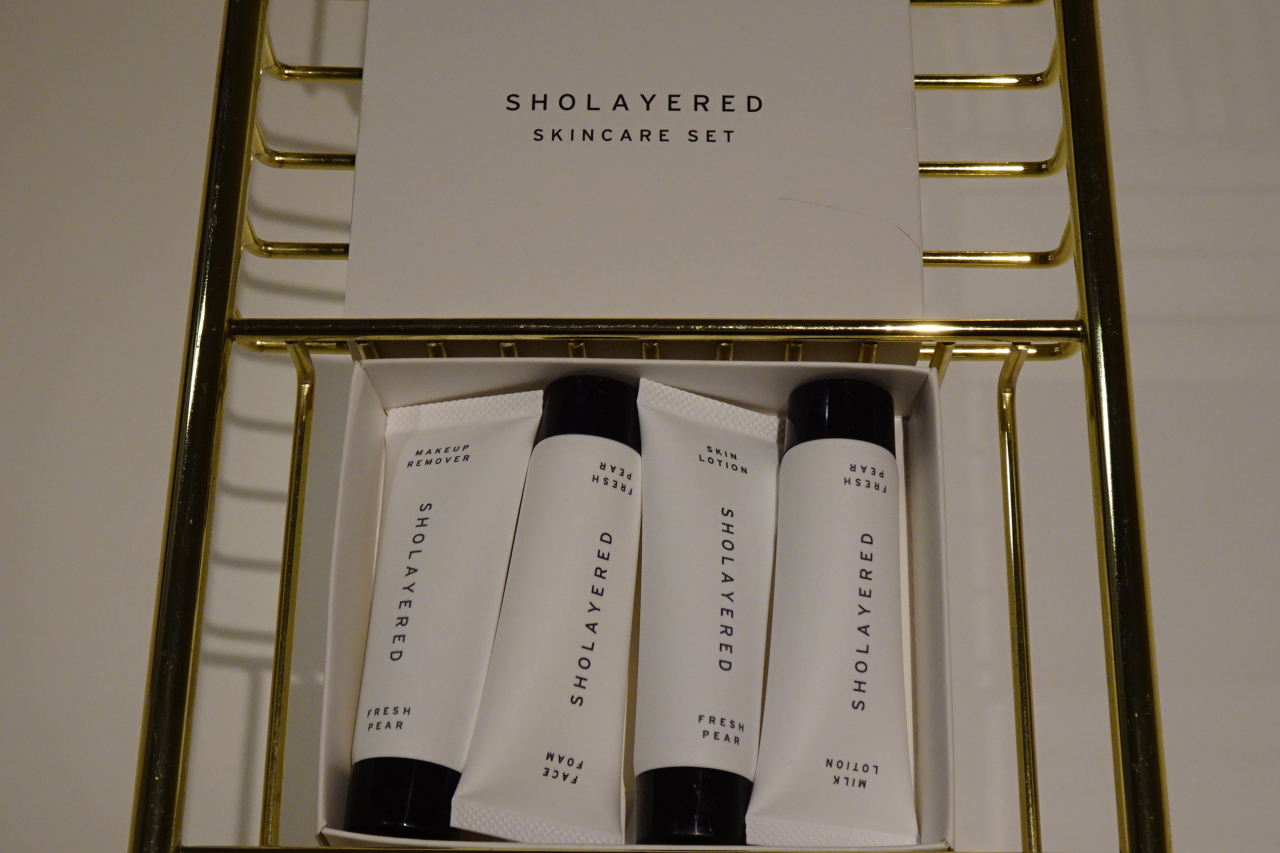 SHOLAYERED
SKINCARE SET
MAKEUP
REMOVER
SHOLAYERED
FRESH
PEAR
FRESH
PEAR
SHOLAYERED
FACE
FOAM
SKIN
LOTION
SHOLAYERED
FRESH
PEAR
FRESH
PEAR
SHOLAYERED
MILK
LOTION